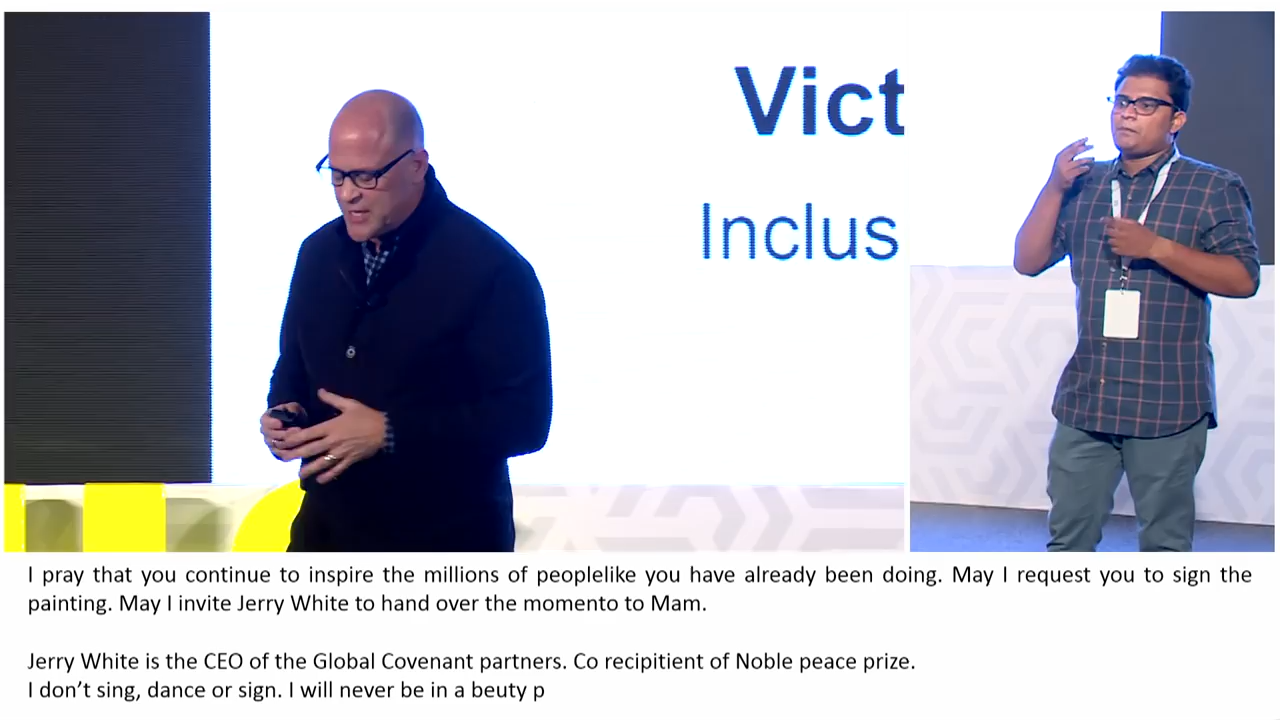 Vict
Inclus
I pray that you continue to inspire the millions of peoplelike you have already been doing. May I request you to sign the
painting. May I invite Jerry White to hand over the momento to Mam.
Jerry White is the CEO of the Global Covenant partners. Co recipitient of Noble peace prize.
I don't sing, dance or sign. I will never be in a beuty p